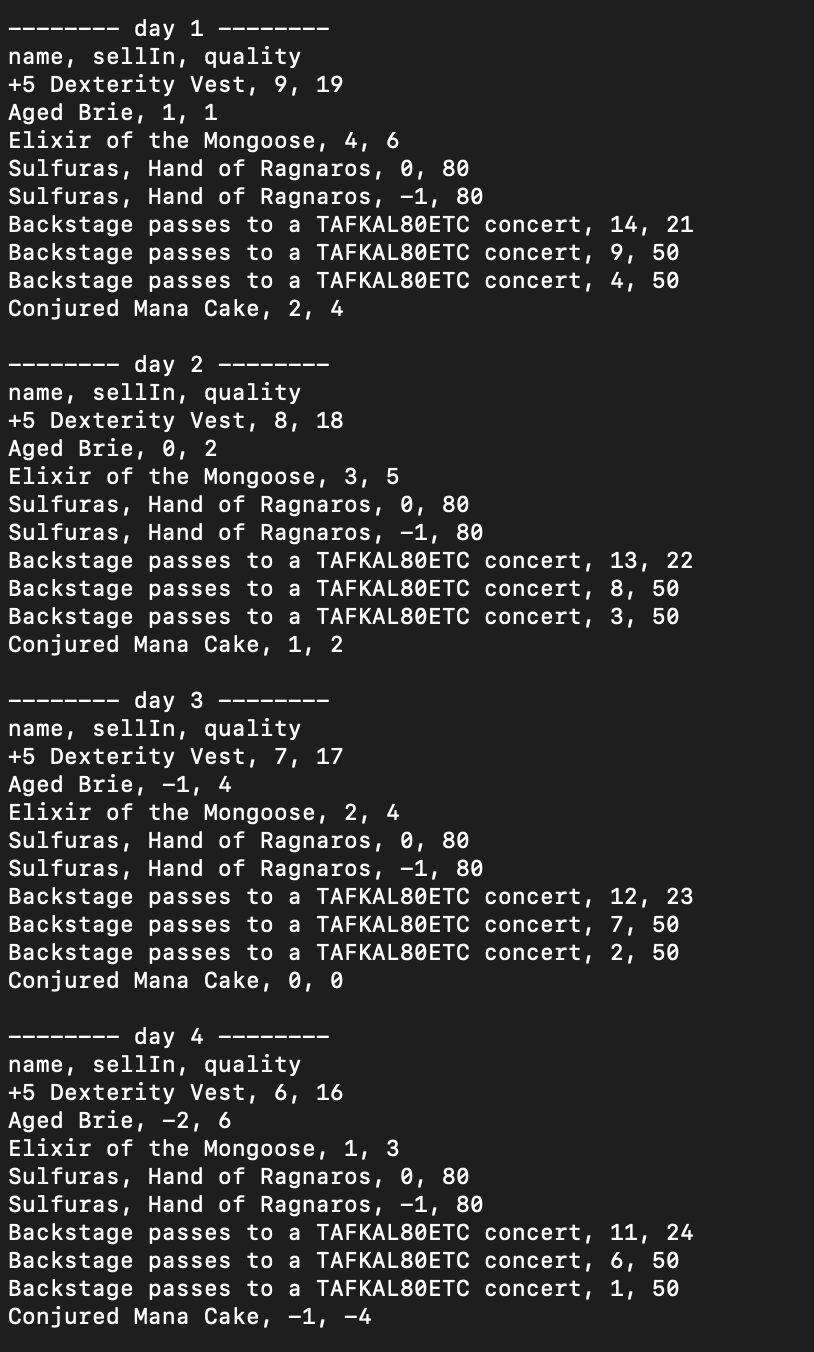 -------- day 1 --------
name, sellIn, quality
+5 Dexterity Vest, 9, 19
Aged Brie, 1, 1
Elixir of the Mongoose, 4, 6
Sulfuras, Hand of Ragnaros, 0, 80
Sulfuras, Hand of Ragnaros, -1, 80
Backstage passes to a TAFKAL80ETC concert, 14, 21
Backstage passes to a TAFKAL80ETC concert, 9, 50
Backstage passes to a TAFKAL80ETC concert, 4, 50
Conjured Mana Cake, 2, 4

-------- day 2 --------
name, sellIn, quality
+5 Dexterity Vest, 8, 18
Aged Brie, 0, 2
Elixir of the Mongoose, 3, 5
Sulfuras, Hand of Ragnaros, 0, 80
Sulfuras, Hand of Ragnaros, -1, 80
Backstage passes to a TAFKAL80ETC concert, 13, 22
Backstage passes to a TAFKAL80ETC concert, 8, 50
Backstage passes to a TAFKAL80ETC concert, 3, 50
Conjured Mana Cake, 1, 2

-------- day 3 --------
name, sellIn, quality
+5 Dexterity Vest, 7, 17
Aged Brie, -1, 4
Elixir of the Mongoose, 2, 4
Sulfuras, Hand of Ragnaros, 0, 80
Sulfuras, Hand of Ragnaros, -1, 80
Backstage passes to a TAFKAL80ETC concert, 12, 23
Backstage passes to a TAFKAL80ETC concert, 7, 50
Backstage passes to a TAFKAL80ETC concert, 2, 50
Conjured Mana Cake, 0, 0

-------- day 4 --------
name, sellIn, quality
+5 Dexterity Vest, 6, 16
Aged Brie, -2, 6
Elixir of the Mongoose, 1, 3
Sulfuras, Hand of Ragnaros, 0, 80
Sulfuras, Hand of Ragnaros, -1, 80
Backstage passes to a TAFKAL80ETC concert, 11, 24
Backstage passes to a TAFKAL80ETC concert, 6, 50
Backstage passes to a TAFKAL80ETC concert, 1, 50
Conjured Mana Cake, -1, -4